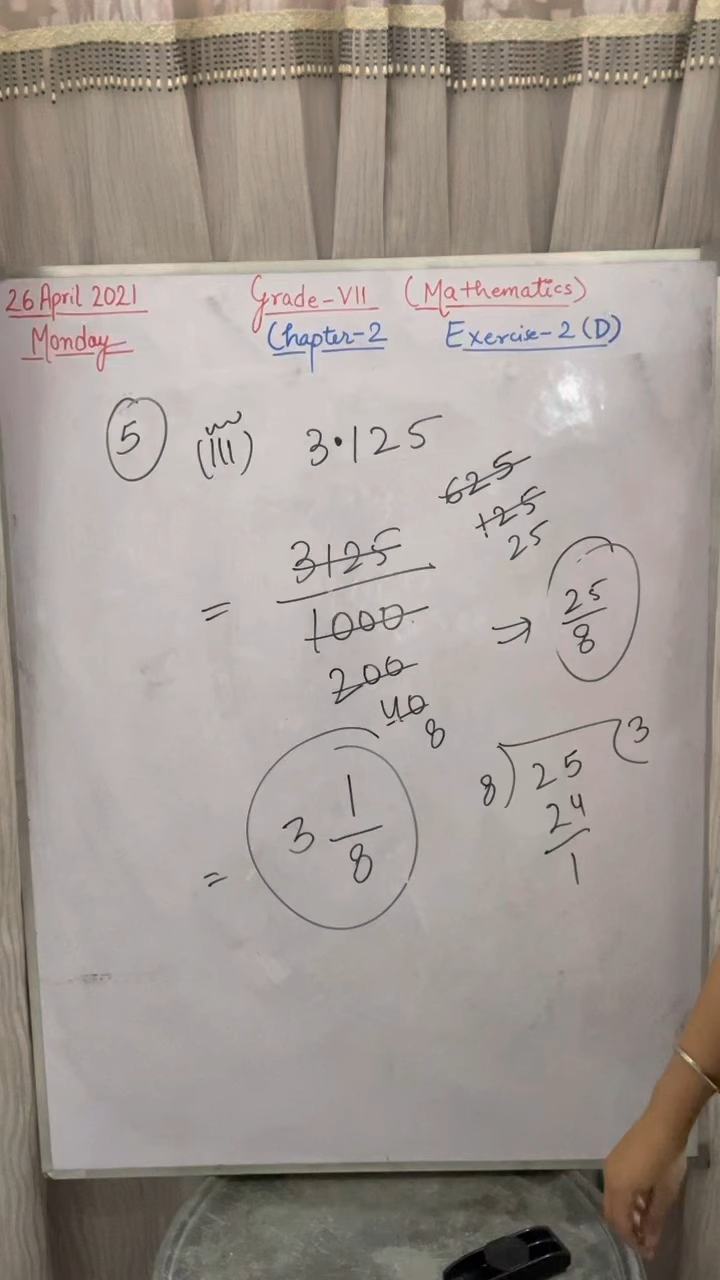 26 April 2021 Grade-VII (Mathematics)
Monday Chapter-2 Exercise-2 (D)
5 (iii) 3.125
625
125
25
= 3125/1000 ⇒ 25/8
200
40
8
8) 25 (3
24
1
= 3 1/8